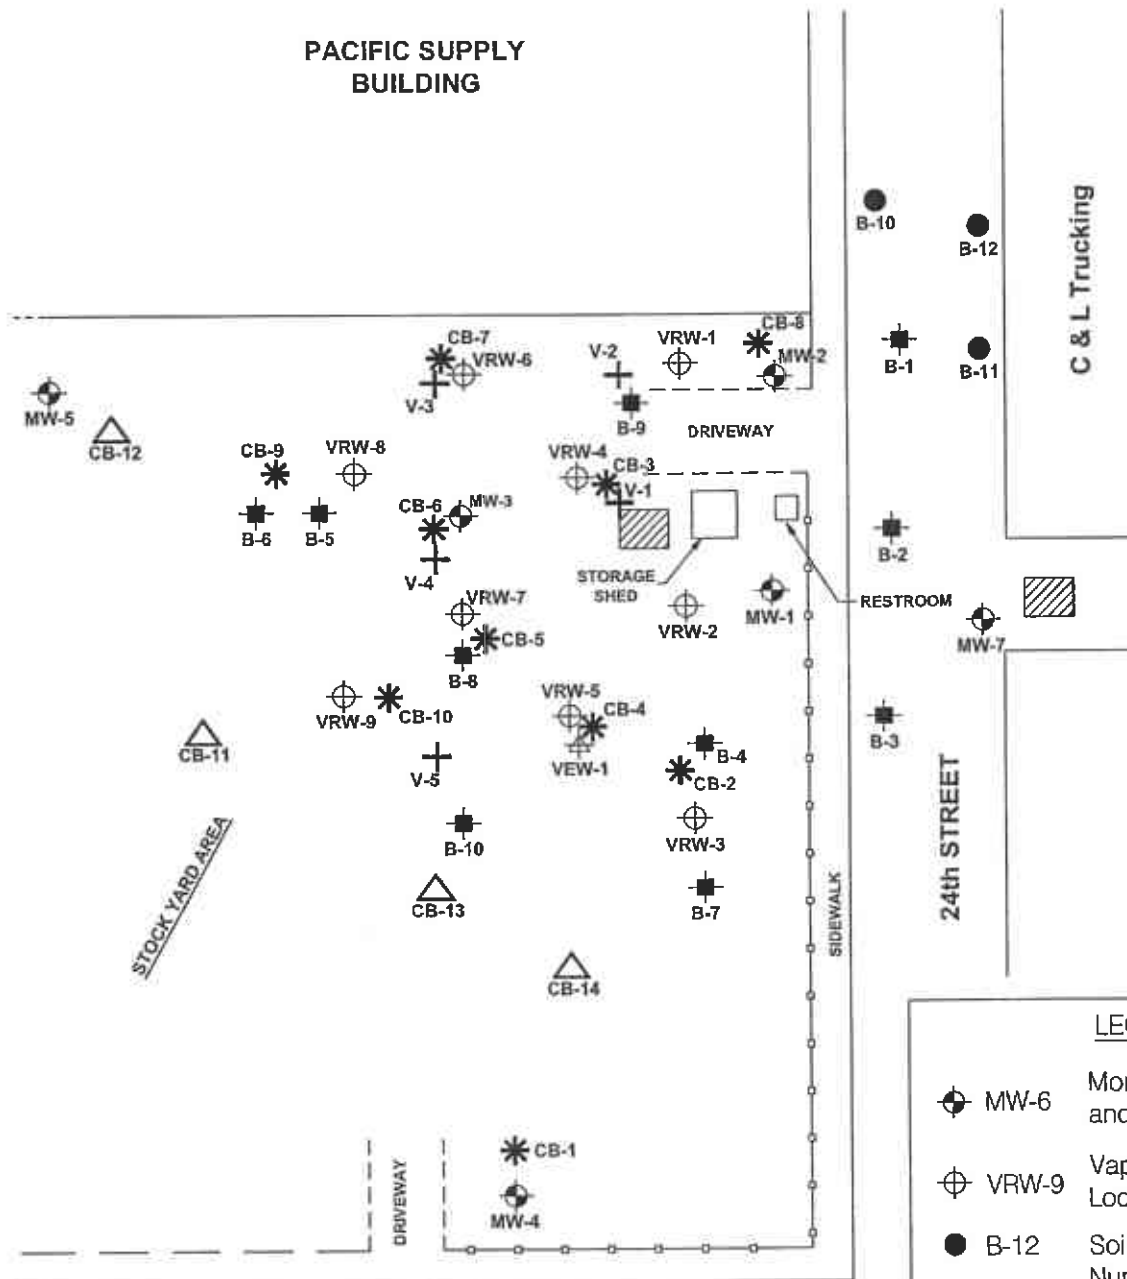 PACIFIC SUPPLY
BUILDING
B-10
B-12
C & L Trucking
CB-8
CB-7
VRW-1
V-2
VRW-6
MW-2
B-1
B-11
V-3
MW-5
B-9
CB-12
DRIVEWAY
CB-9
VRW-8
VRW-4
CB-3
V-1
CB-6
MW-3
B-6
B-5
B-2
V-4
STORAGE
SHED
VRW-7
RESTROOM
MW-1
VRW-2
CB-5
MW-7
B-8
VRW-5
CB-4
VRW-9
CB-10
B-3
CB-11
VEW-1
B-4
V-5
CB-2
24th STREET
B-10
VRW-3
STOCK YARD AREA
CB-13
B-7
SIDEWALK
CB-14
MW-6
VRW-9
B-12
CB-1
DRIVEWAY
MW-4